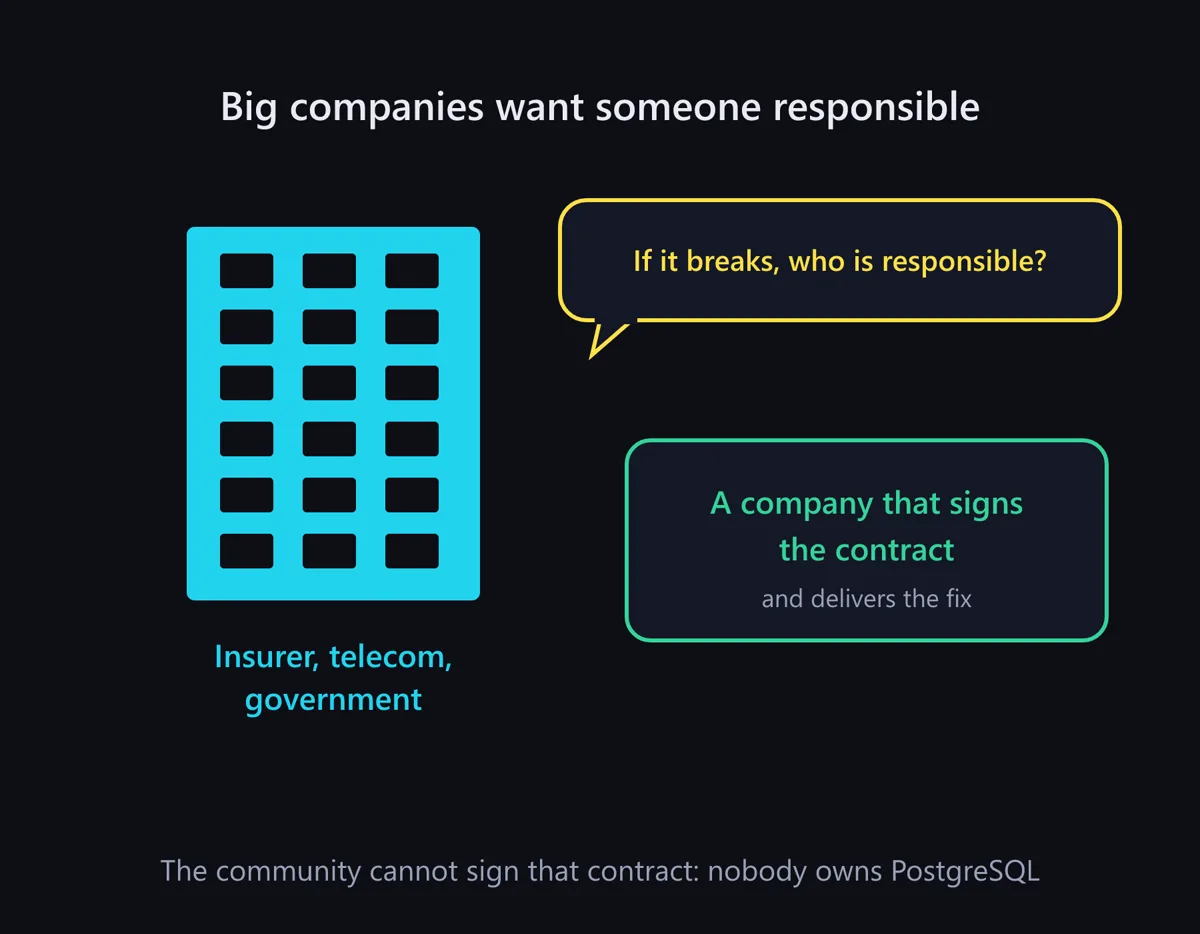 Big companies want someone responsible
If it breaks, who is responsible?
A company that signs
the contract
and delivers the fix
Insurer, telecom,
government
The community cannot sign that contract: nobody owns PostgreSQL